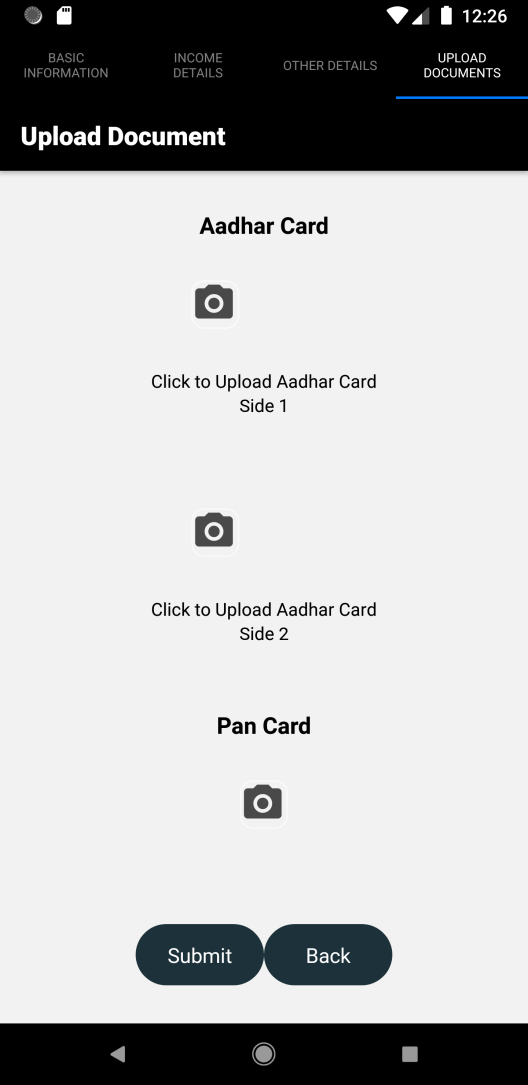 12:26
BASIC
INFORMATION
INCOME
DETAILS
OTHER DETAILS
UPLOAD
DOCUMENTS
Upload Document
Aadhar Card
Click to Upload Aadhar Card
Side 1
Click to Upload Aadhar Card
Side 2
Pan Card
Submit
Back